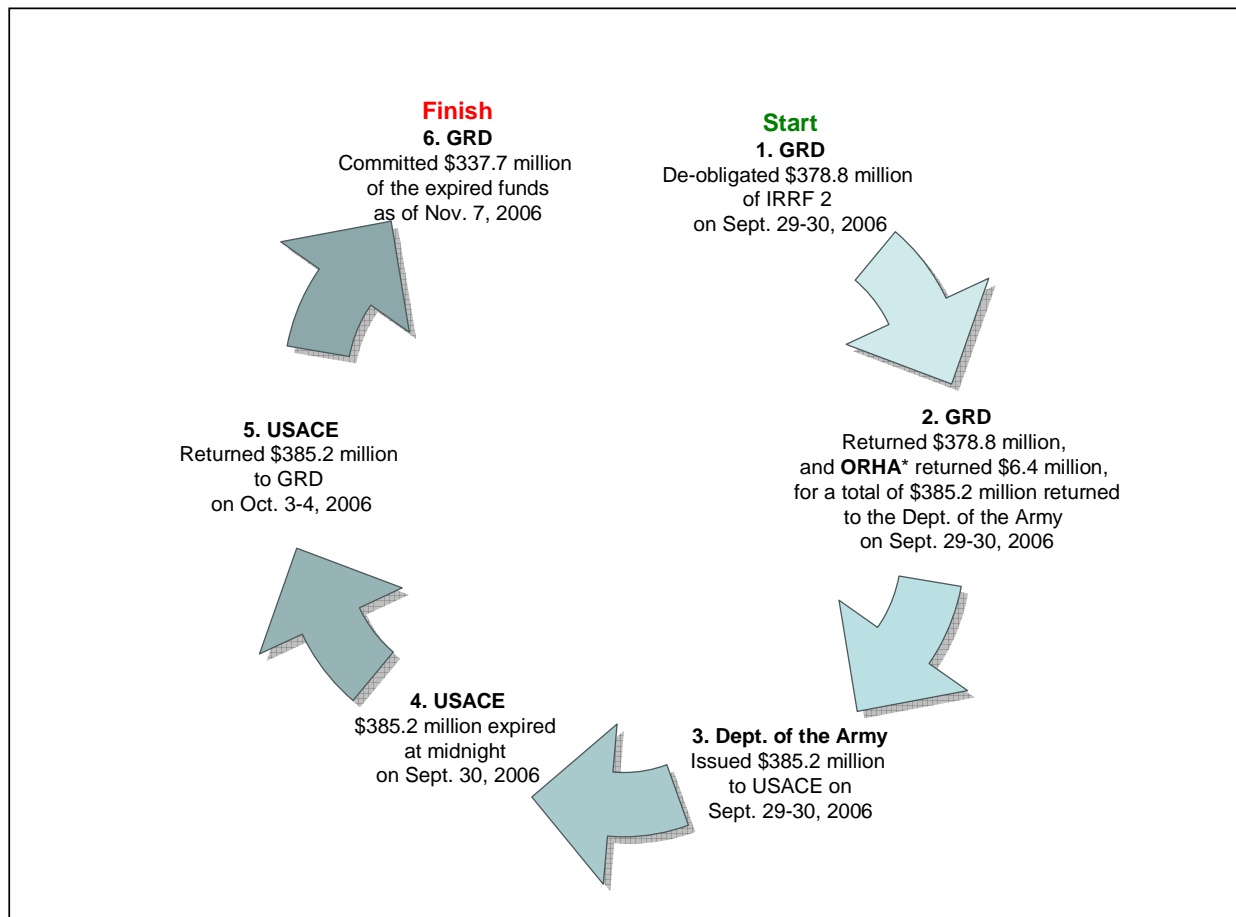 Start
1. GRD
De-obligated $378.8 million
of IRRF 2
on Sept. 29-30, 2006
2. GRD
Returned $378.8 million,
and ORHA* returned $6.4 million,
for a total of $385.2 million returned
to the Dept. of the Army
on Sept. 29-30, 2006
3. Dept. of the Army
Issued $385.2 million
to USACE on
Sept. 29-30, 2006
4. USACE
$385.2 million expired
at midnight
on Sept. 30, 2006
5. USACE
Returned $385.2 million
to GRD
on Oct. 3-4, 2006
Finish
6. GRD
Committed $337.7 million
of the expired funds
as of Nov. 7, 2006